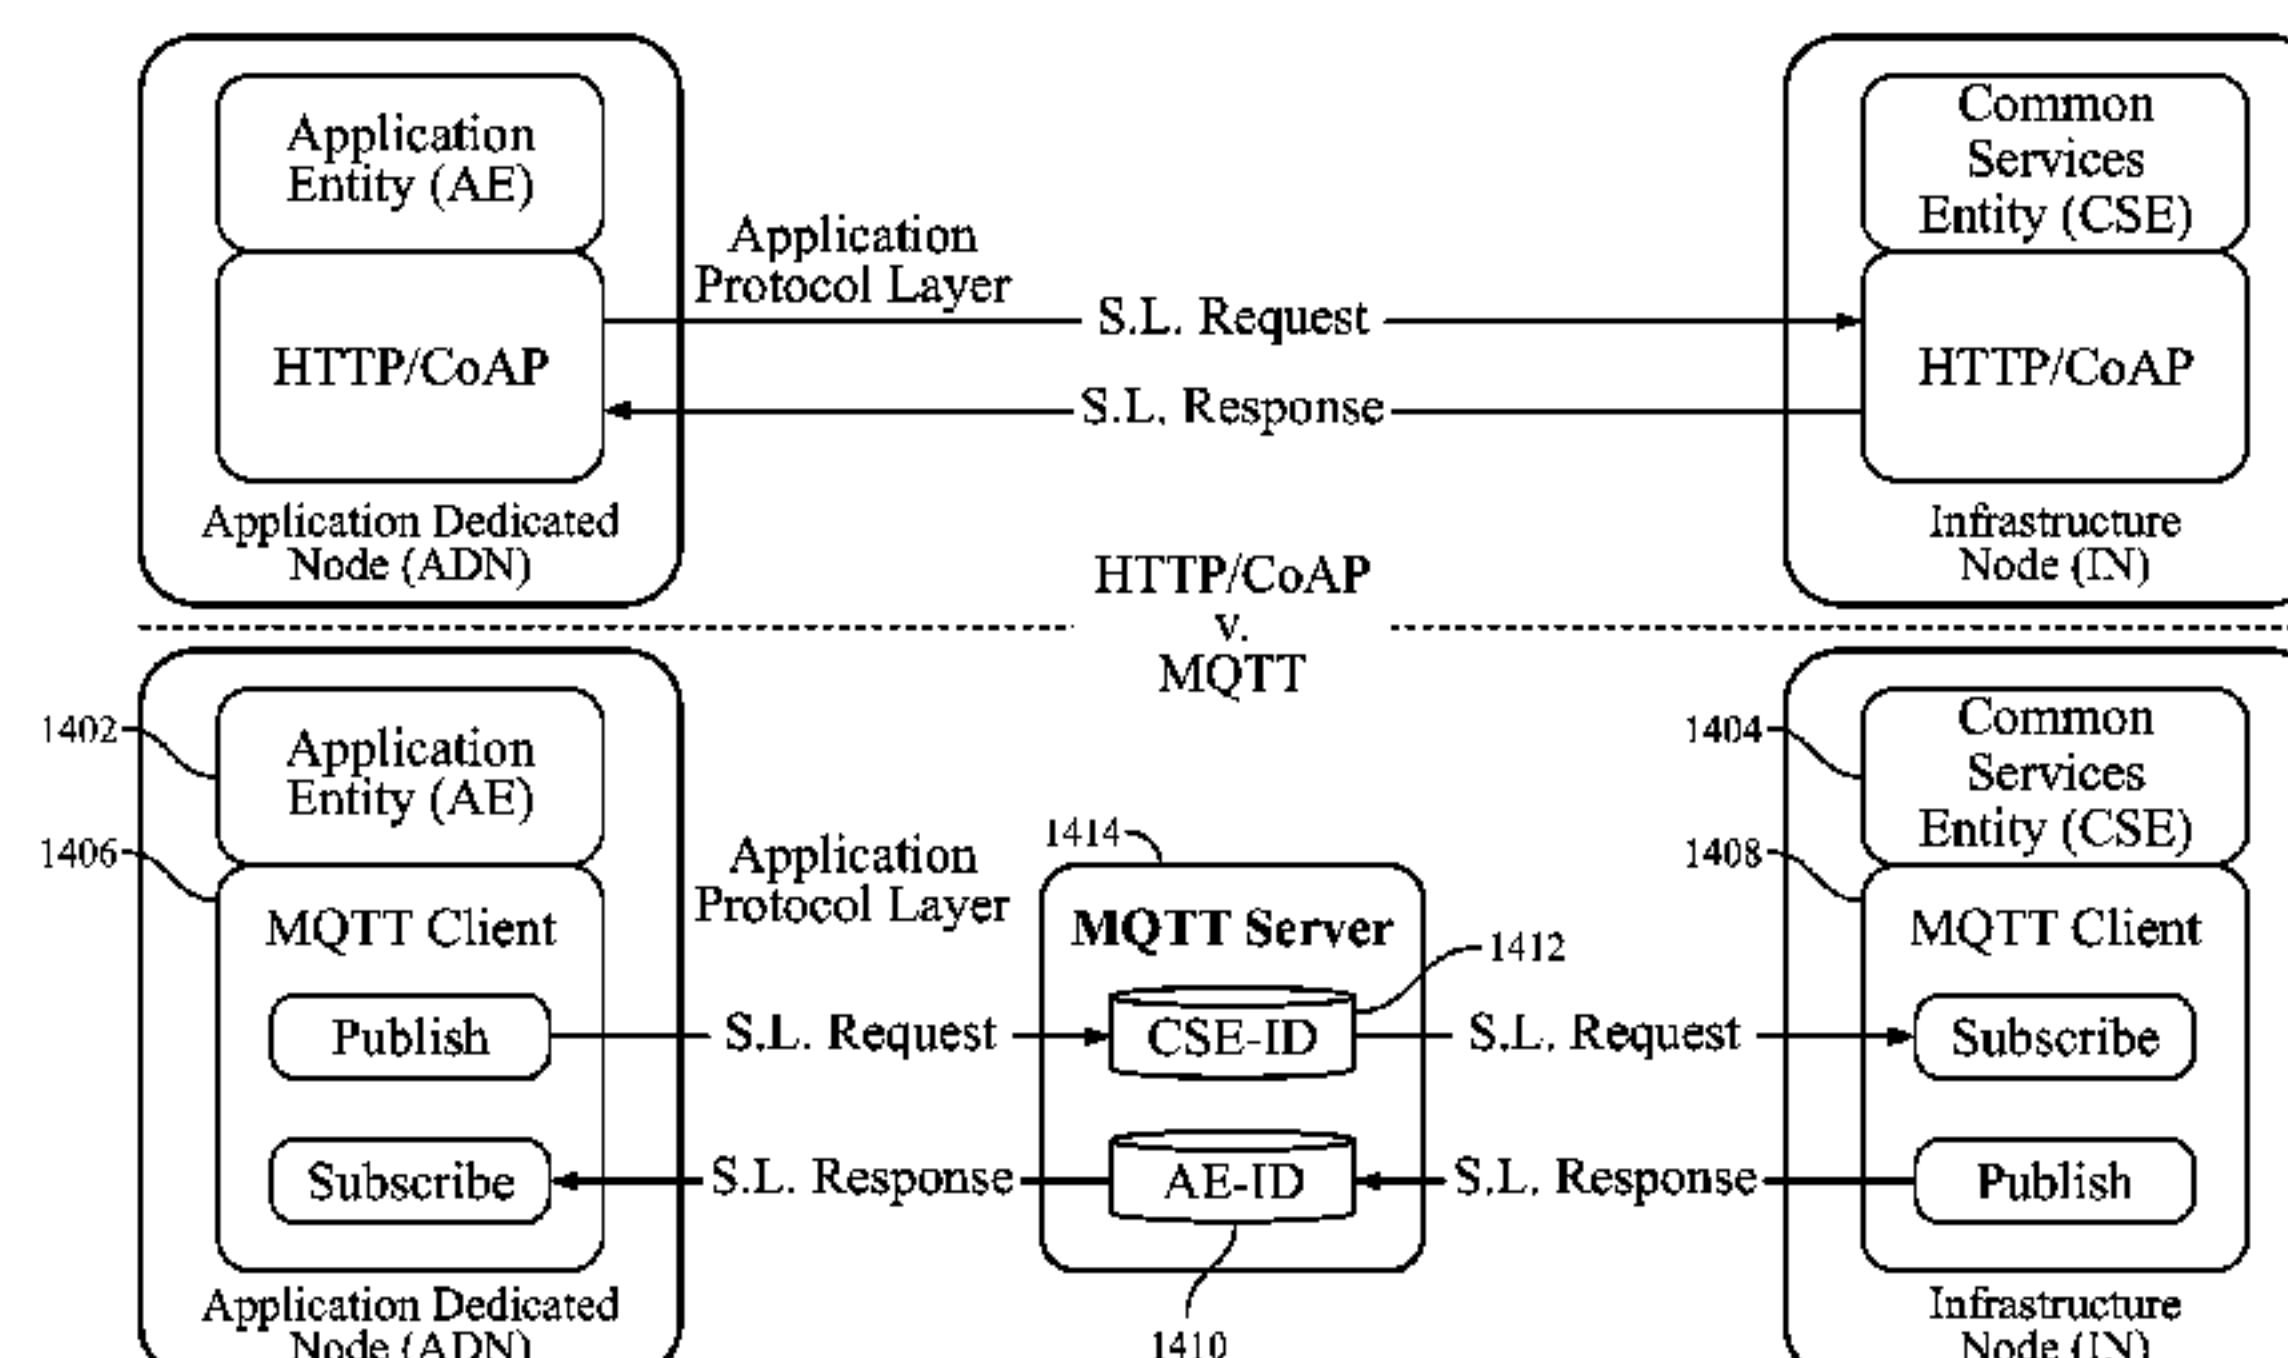 Application
Entity (AE)
HTTP/CoAP
Application Dedicated
Node (ADN)
Application
Protocol Layer
S.L. Request
S.L. Response
Common
Services
Entity (CSE)
HTTP/CoAP
Infrastructure
Node (IN)
HTTP/CoAP
v.
MQTT
1402
Application
Entity (AE)
1406
MQTT Client
Publish
Subscribe
Application Dedicated
Node (ADN)
Application
Protocol Layer
S.L. Request
S.L. Response
1414
MQTT Server
1412
CSE-ID
AE-ID
1410
S.L. Request
S.L. Response
1404
Common
Services
Entity (CSE)
1408
MQTT Client
Subscribe
Publish
Infrastructure
Node (IN)